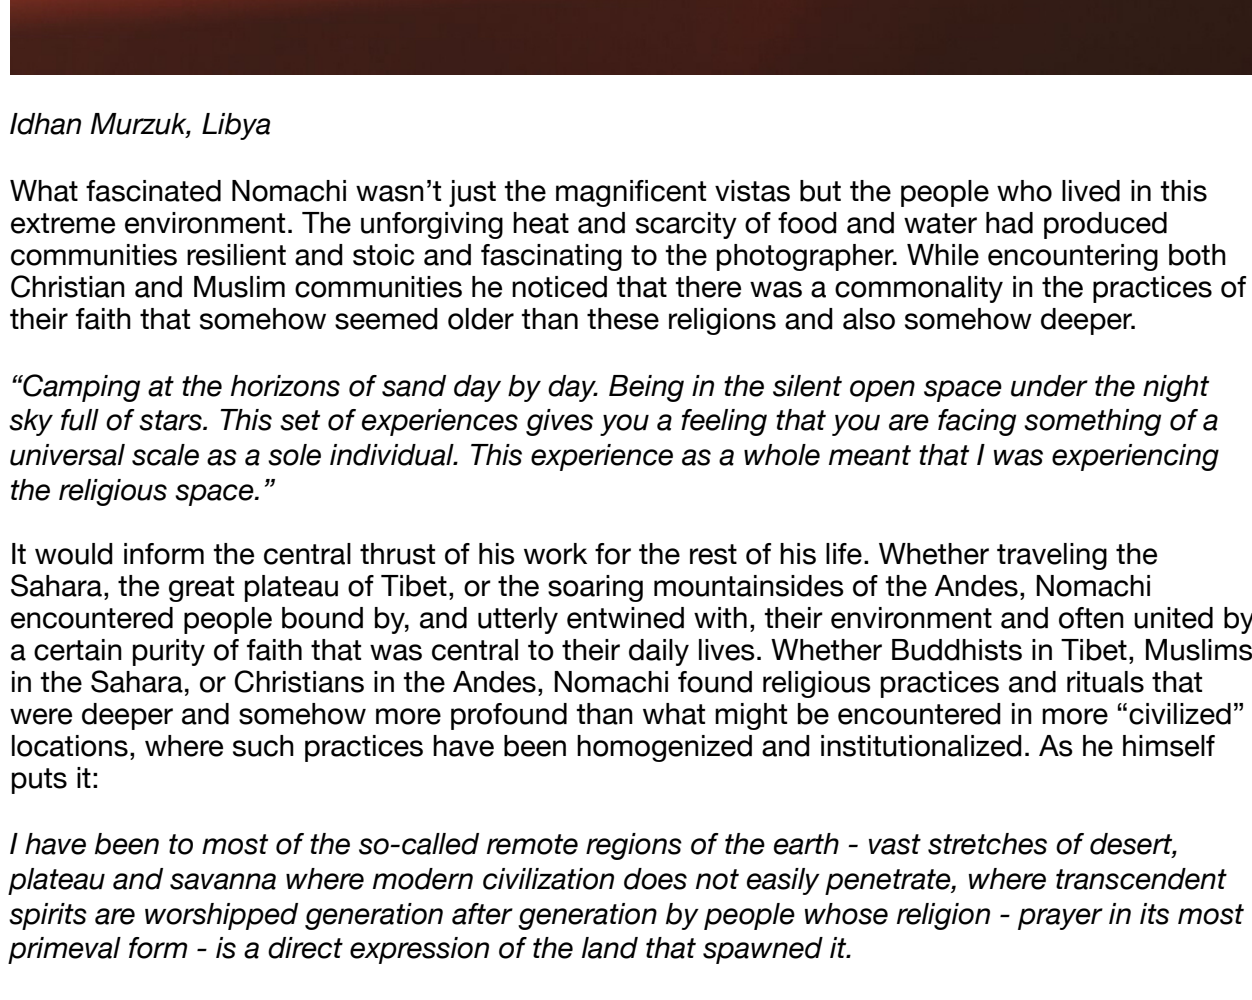 Idhan Murzuk, Libya
What fascinated Nomachi wasn’t just the magnificent vistas but the people who lived in this
extreme environment. The unforgiving heat and scarcity of food and water had produced
communities resilient and stoic and fascinating to the photographer. While encountering both
Christian and Muslim communities he noticed that there was a commonality in the practices of
their faith that somehow seemed older than these religions and also somehow deeper.
“Camping at the horizons of sand day by day. Being in the silent open space under the night
sky full of stars. This set of experiences gives you a feeling that you are facing something of a
universal scale as a sole individual. This experience as a whole meant that I was experiencing
the religious space.”
It would inform the central thrust of his work for the rest of his life. Whether traveling the
Sahara, the great plateau of Tibet, or the soaring mountainsides of the Andes, Nomachi
encountered people bound by, and utterly entwined with, their environment and often united by
a certain purity of faith that was central to their daily lives. Whether Buddhists in Tibet, Muslims
in the Sahara, or Christians in the Andes, Nomachi found religious practices and rituals that
were deeper and somehow more profound than what might be encountered in more “civilized”
locations, where such practices have been homogenized and institutionalized. As he himself
puts it:
I have been to most of the so-called remote regions of the earth - vast stretches of desert,
plateau and savanna where modern civilization does not easily penetrate, where transcendent
spirits are worshipped generation after generation by people whose religion - prayer in its most
primeval form - is a direct expression of the land that spawned it.